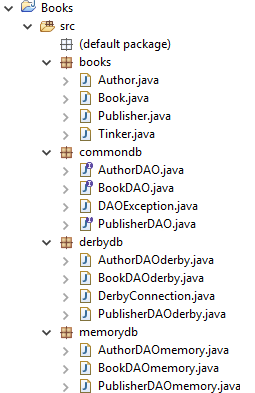 Books
src
(default package)
books
Author.java
Book.java
Publisher.java
Tinker.java
commondb
AuthorDAO.java
BookDAO.java
DAOException.java
PublisherDAO.java
derbydb
AuthorDAOderby.java
BookDAOderby.java
DerbyConnection.java
PublisherDAOderby.java
memorydb
AuthorDAOmemory.java
BookDAOmemory.java
PublisherDAOmemory.java